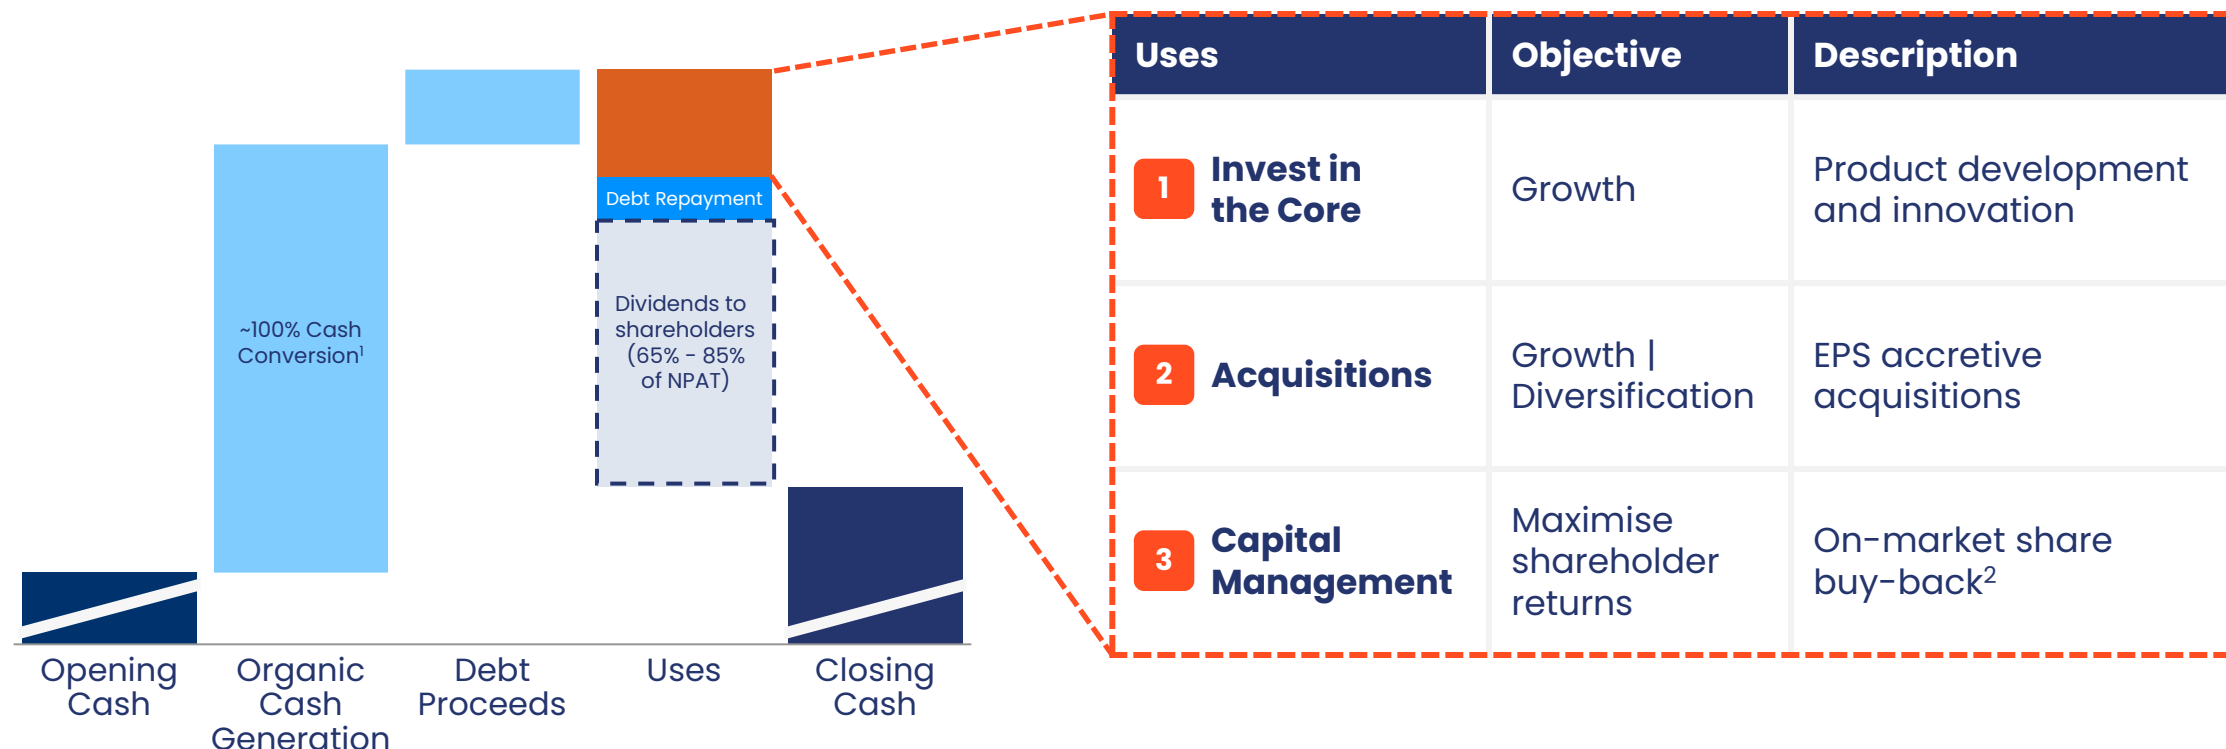 Debt Repayment
Dividends to
shareholders
(65% - 85%
of NPAT)
~100% Cash
Conversion¹
Opening
Cash
Organic
Cash
Generation
Debt
Proceeds
Uses
Closing
Cash
Uses
Objective
Description
1
Invest in
the Core
Growth
Product development
and innovation
2
Acquisitions
Growth |
Diversification
EPS accretive
acquisitions
3
Capital
Management
Maximise
shareholder
returns
On-market share
buy-back²